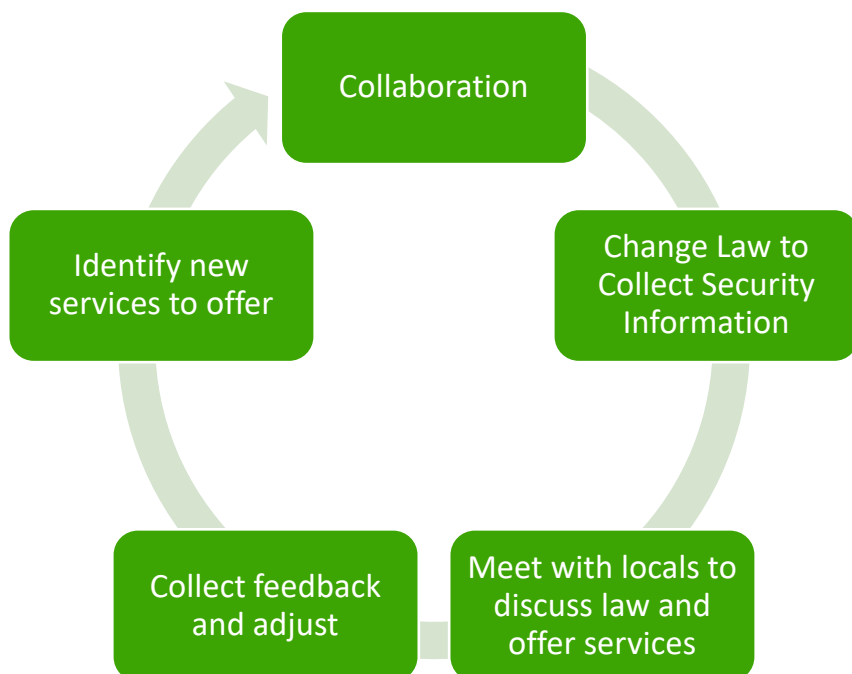 Collaboration
Change Law to
Collect Security
Information
Meet with locals to
discuss law and
offer services
Collect feedback
and adjust
Identify new
services to offer